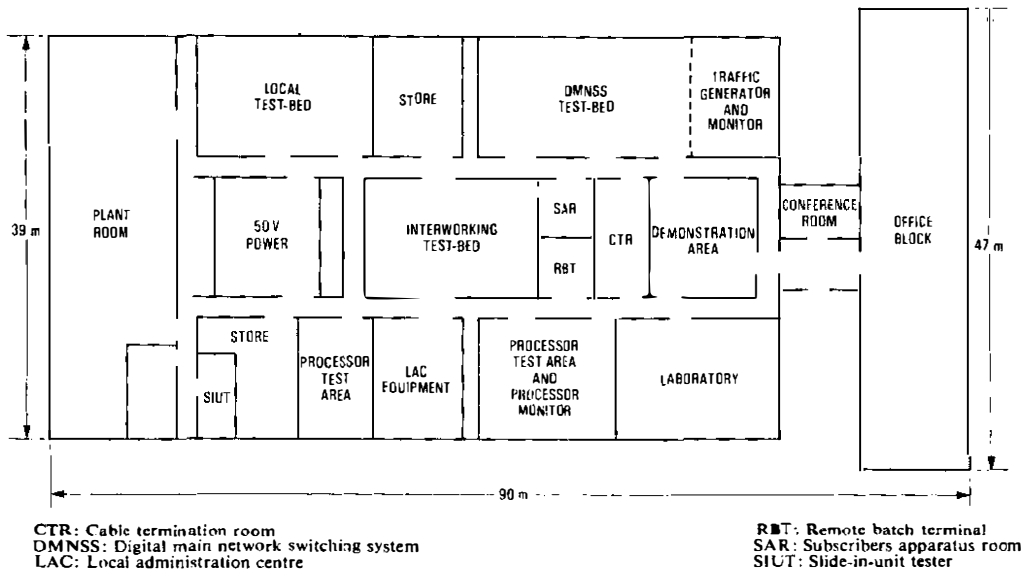 LOCAL
TEST-BED
STORE
DMNSS
TEST-BED
TRAFFIC
GENERATOR
AND
MONITOR
39 m
PLANT
ROOM
50 V
POWER
INTERWORKING
TEST-BED
SAR
RBT
CTR
DEMONSTRATION
AREA
CONFERENCE
ROOM
OFFICE
BLOCK
47 m
STORE
SIUT
PROCESSOR
TEST
AREA
LAC
EQUIPMENT
PROCESSOR
TEST AREA
AND
PROCESSOR
MONITOR
LABORATORY
90 m
CTR: Cable termination room
DMNSS: Digital main network switching system
LAC: Local administration centre
RBT: Remote batch terminal
SAR: Subscribers apparatus room
SIUT: Slide-in-unit tester